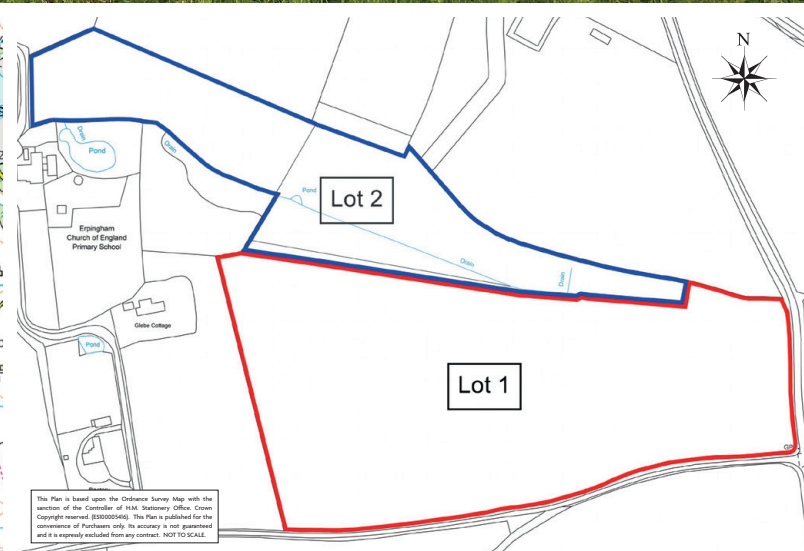 N
Drain
Pond
Drain
Pond
Lot 2
Erpingham
Church of England
Primary School
Drain
Drain
Glebe Cottage
Pond
Lot 1
GP
This Plan is based upon the Ordnance Survey Map with the
sanction of the Controller of H.M. Stationery Office. Crown
Copyright reserved. (ES100005416). This Plan is published for the
convenience of Purchasers only. Its accuracy is not guaranteed
and it is expressly excluded from any contract. NOT TO SCALE.